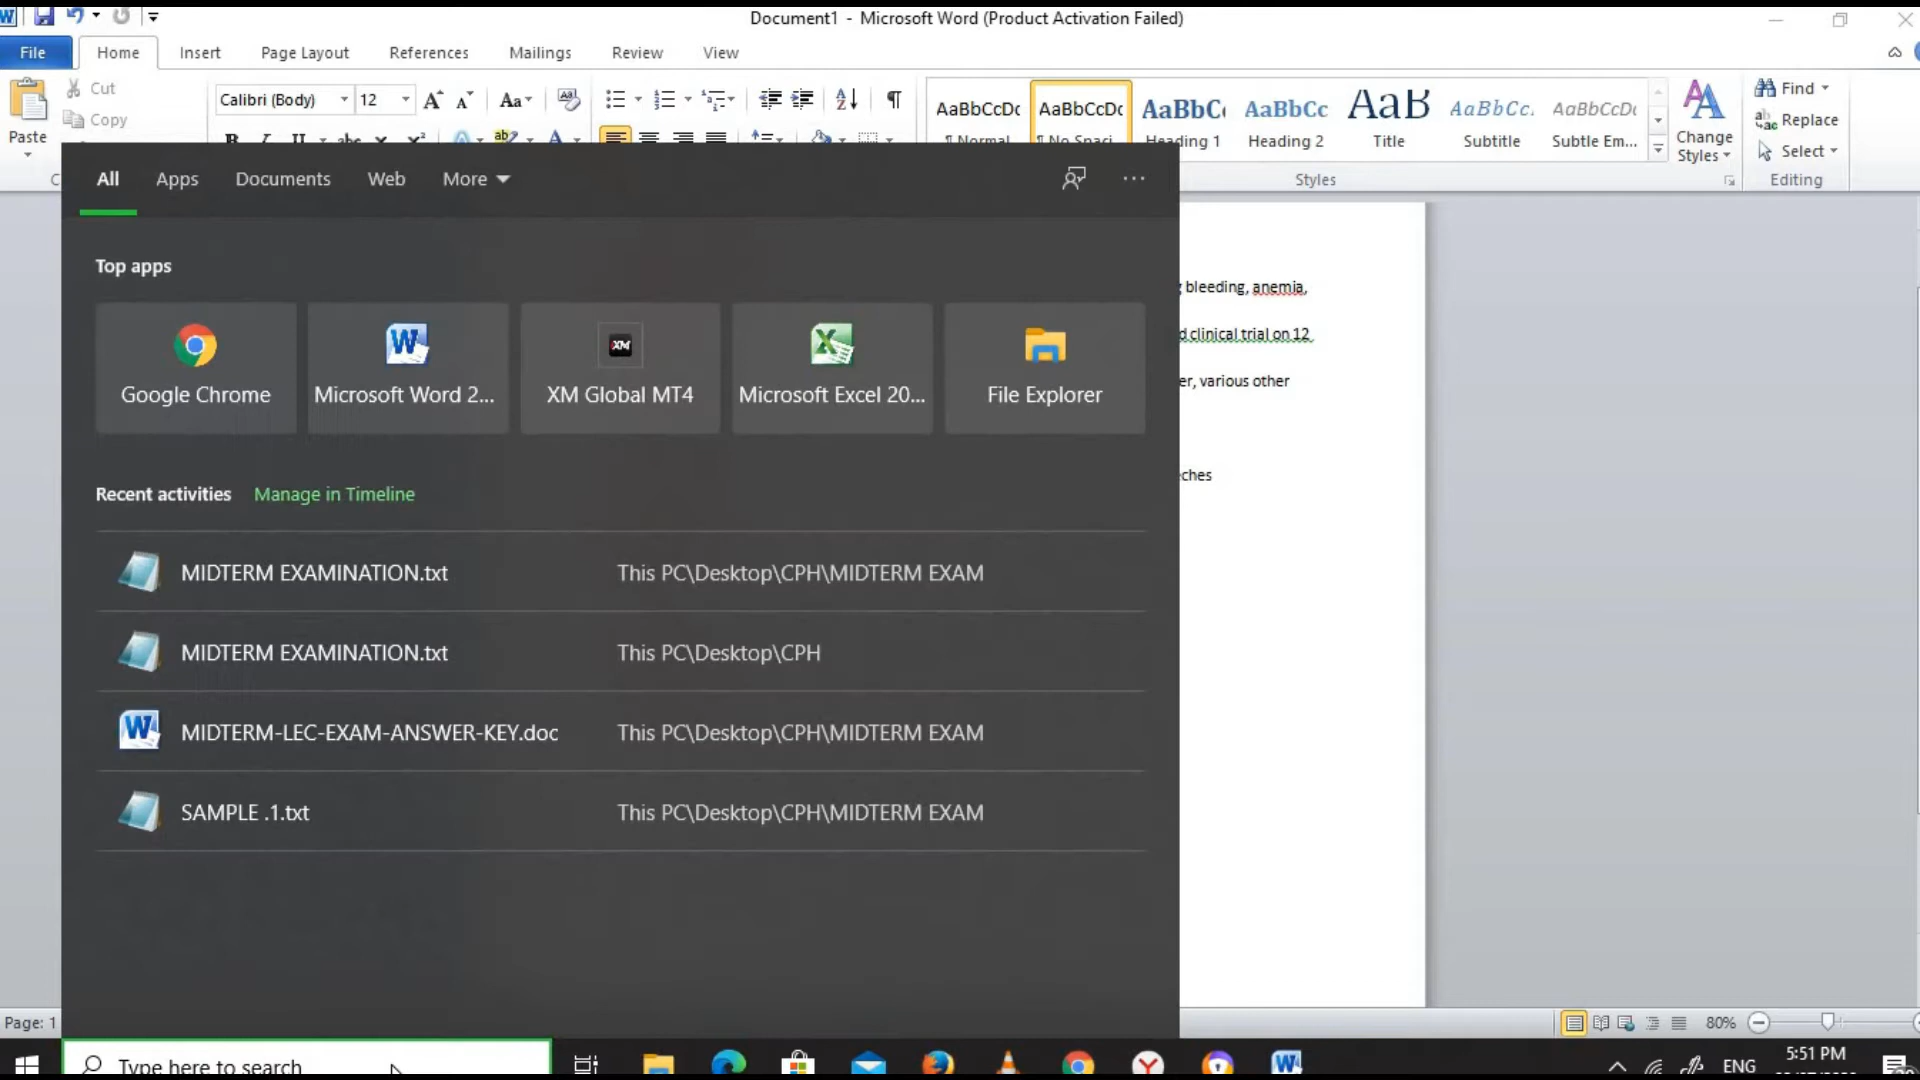 Document1 - Microsoft Word (Product Activation Failed)
File Home Insert Page Layout References Mailings Review View
Cut
Copy
Paste
Calibri (Body) 12
AaBbCcDc AaBbCcDc AaBbC AaBbCc AaB AaBbCc. AaBbCcDc
¶ Normal ¶ No Spaci... Heading 1 Heading 2 Title Subtitle Subtle Em...
Change
Styles
Find
Replace
Select
Styles
Editing
All Apps Documents Web More
Top apps
Google Chrome Microsoft Word 2... XM Global MT4 Microsoft Excel 20... File Explorer
bleeding, anemia,
clinical trial on 12
various other
Recent activities Manage in Timeline
MIDTERM EXAMINATION.txt This PC\Desktop\CPH\MIDTERM EXAM
MIDTERM EXAMINATION.txt This PC\Desktop\CPH
MIDTERM-LEC-EXAM-ANSWER-KEY.doc This PC\Desktop\CPH\MIDTERM EXAM
SAMPLE .1.txt This PC\Desktop\CPH\MIDTERM EXAM
Page: 1
80%
Type here to search
ENG
5:51 PM